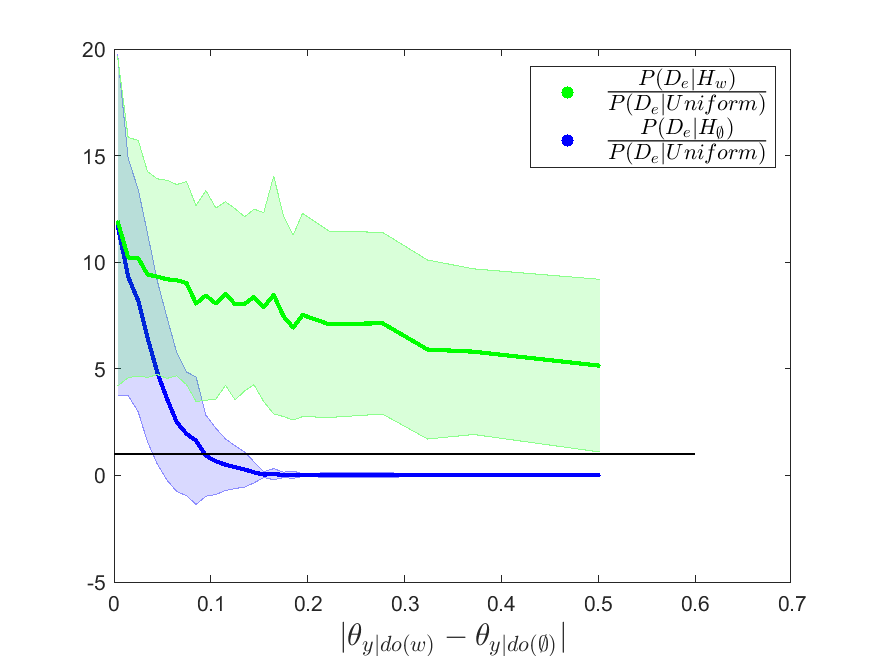 20
15
10
5
0
-5
0 0.1 0.2 0.3 0.4 0.5 0.6 0.7
|θ_{y|do(w)} − θ_{y|do(∅)}|
P(D_e|H_w)
P(D_e|Uniform)
P(D_e|H_∅)
P(D_e|Uniform)